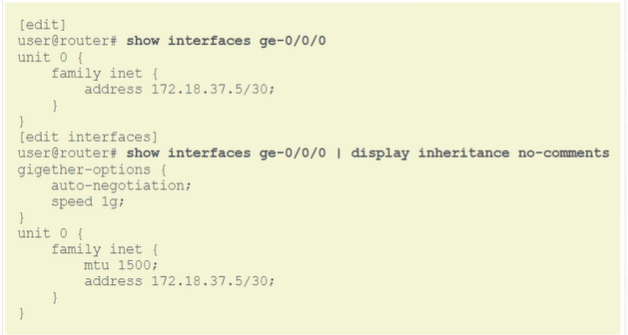 [edit]
user@router# show interfaces ge-0/0/0
unit 0 {
    family inet {
        address 172.18.37.5/30;
    }
}
[edit interfaces]
user@router# show interfaces ge-0/0/0 | display inheritance no-comments
gigether-options {
    auto-negotiation;
    speed 1g;
}
unit 0 {
    family inet {
        mtu 1500;
        address 172.18.37.5/30;
    }
}